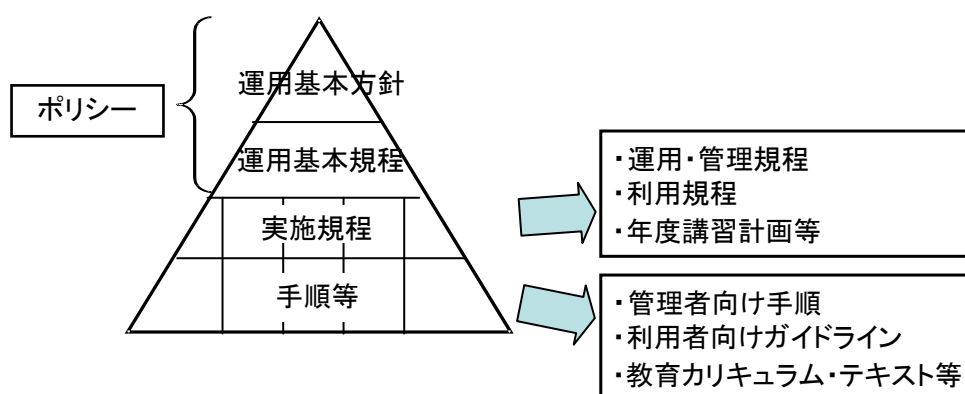 ポリシー
運用基本方針
運用基本規程
実施規程
手順等
・運用・管理規程
・利用規程
・年度講習計画等
・管理者向け手順
・利用者向けガイドライン
・教育カリキュラム・テキスト等